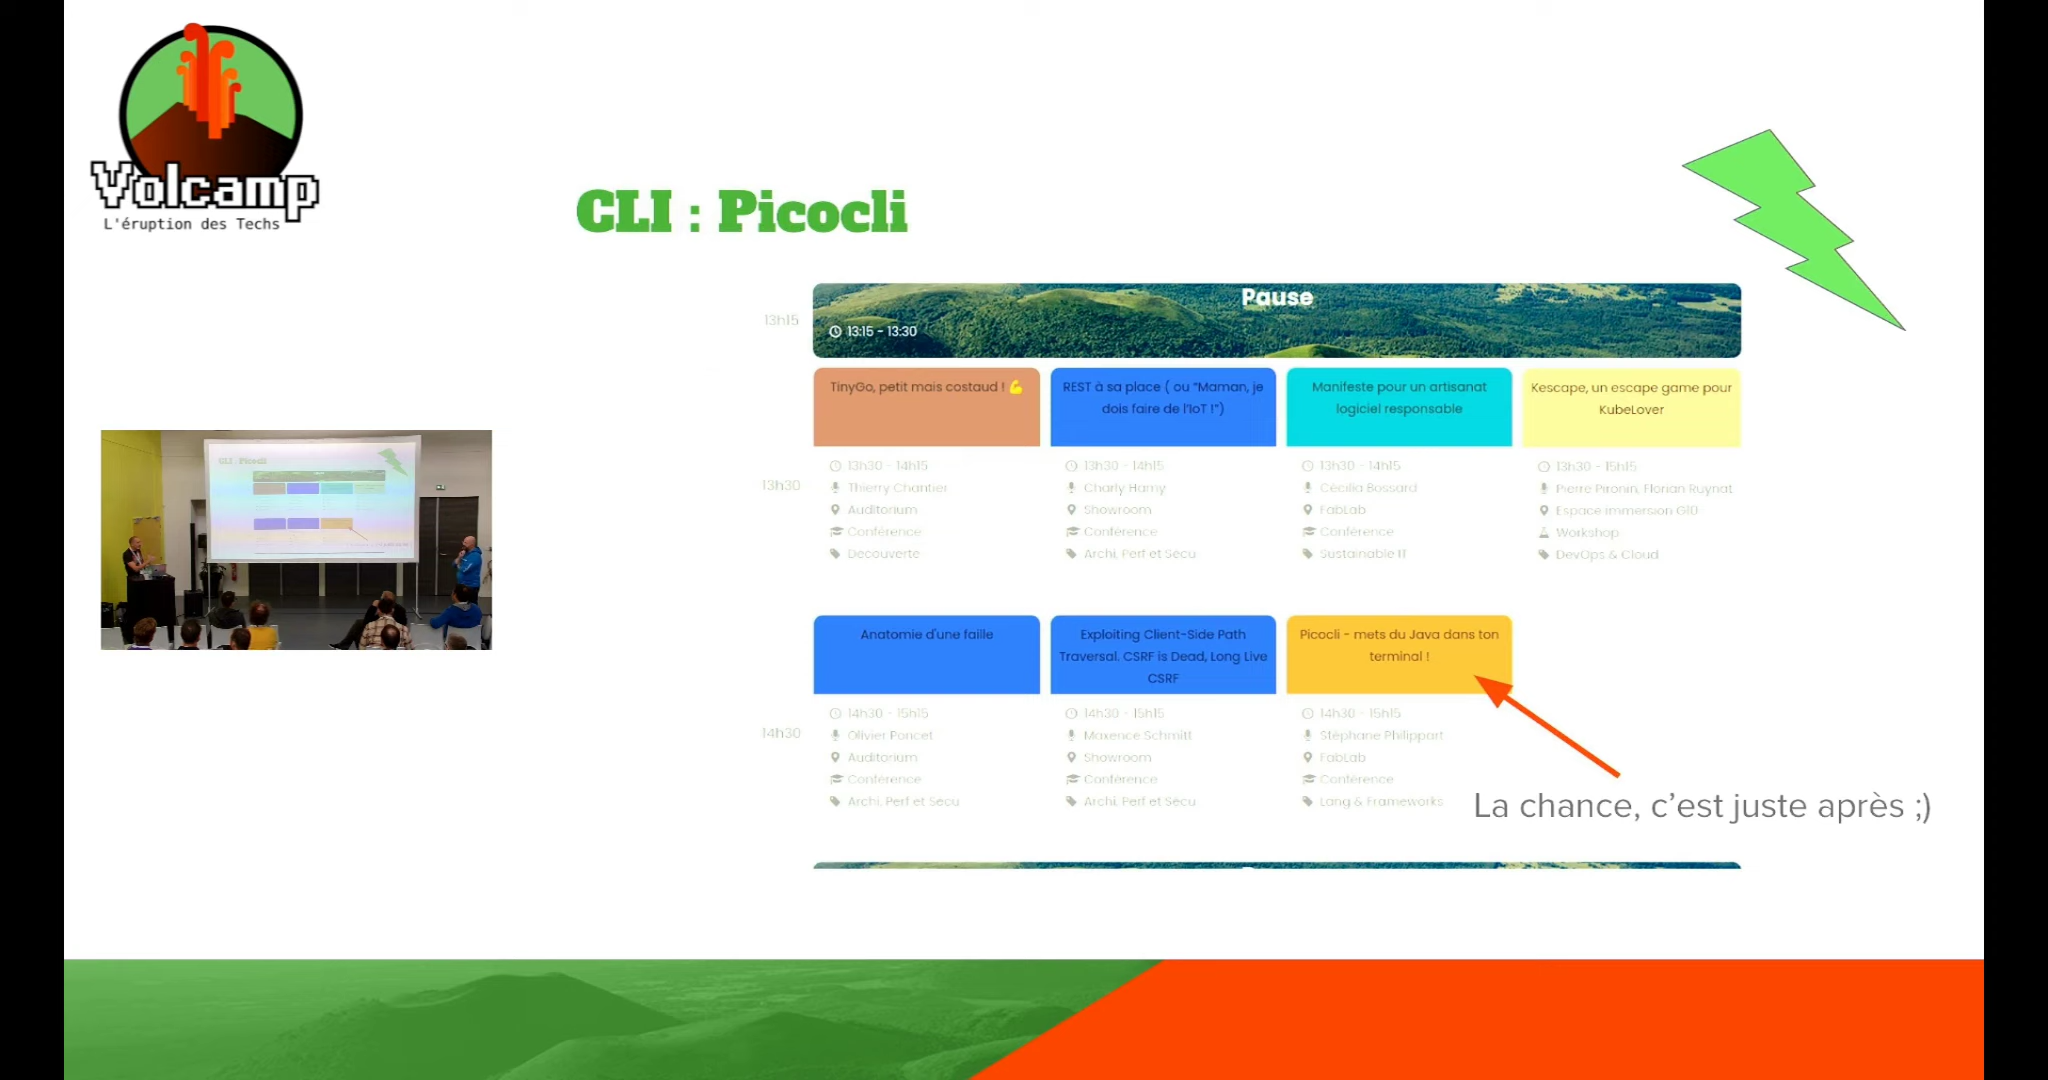 Volcamp
L'éruption des Techs
CLI : Picocli
Pause
13h15
13:15 - 13:30
TinyGo, petit mais costaud ! 💪
REST à sa place ( ou “Maman, je
dois faire de l’IoT !”)
Manifeste pour un artisanat
logiciel responsable
Kescape, un escape game pour
KubeLover
13h30
13h30 - 14h15
Thierry Chantier
Auditorium
Conférence
Decouverte
13h30 - 14h15
Charly Hamy
Showroom
Conférence
Archi, Perf et Sécu
13h30 - 14h15
Cécilia Bossard
FabLab
Conférence
Sustainable IT
13h30 - 15h15
Pierre Pironin, Florian Ruynat
Espace immersion G10
Workshop
DevOps & Cloud
Anatomie d'une faille
Exploiting Client-Side Path
Traversal. CSRF is Dead, Long Live
CSRF
Picocli - mets du Java dans ton
terminal !
14h30
14h30 - 15h15
Olivier Poncet
Auditorium
Conférence
Archi, Perf et Sécu
14h30 - 15h15
Maxence Schmitt
Showroom
Conférence
Archi, Perf et Sécu
14h30 - 15h15
Stéphane Philippart
FabLab
Conférence
Lang & Frameworks
La chance, c’est juste après ;)
CLI : Picocli